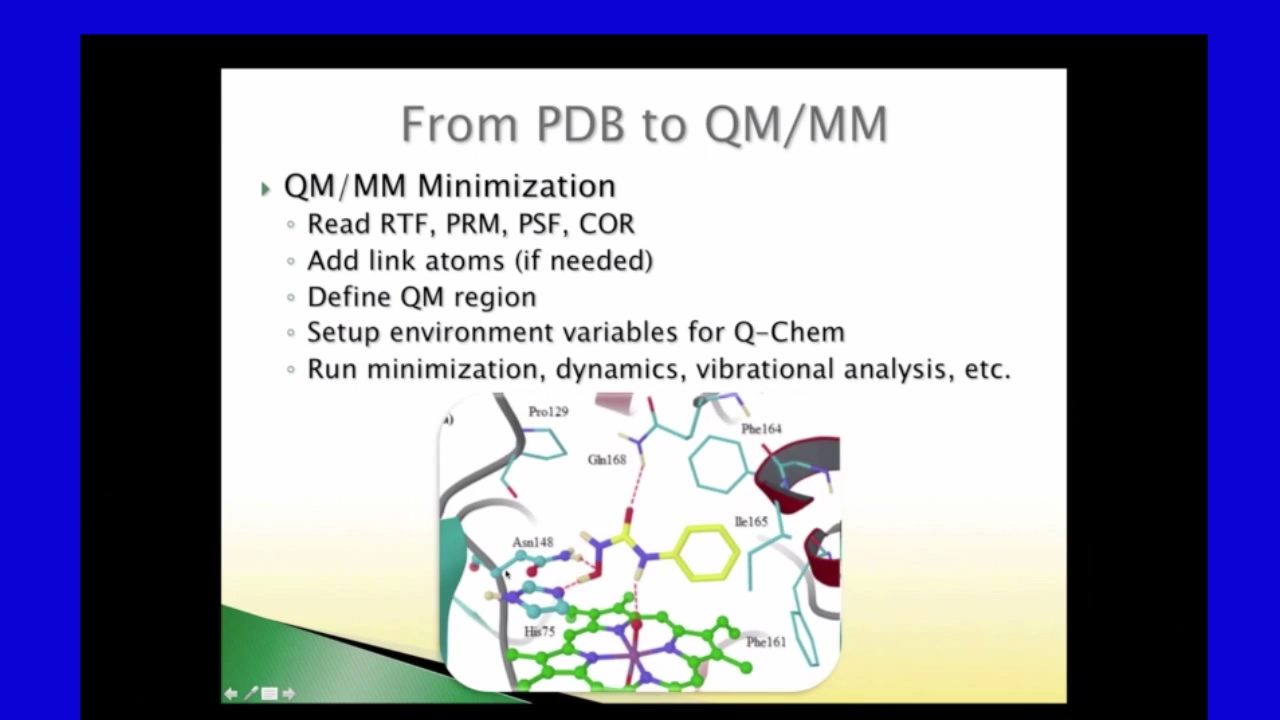 From PDB to QM/MM
QM/MM Minimization
Read RTF, PRM, PSF, COR
Add link atoms (if needed)
Define QM region
Setup environment variables for Q-Chem
Run minimization, dynamics, vibrational analysis, etc.
a)
Pro129
Phe164
Gln168
Ile165
Asn148
His75
Phe161